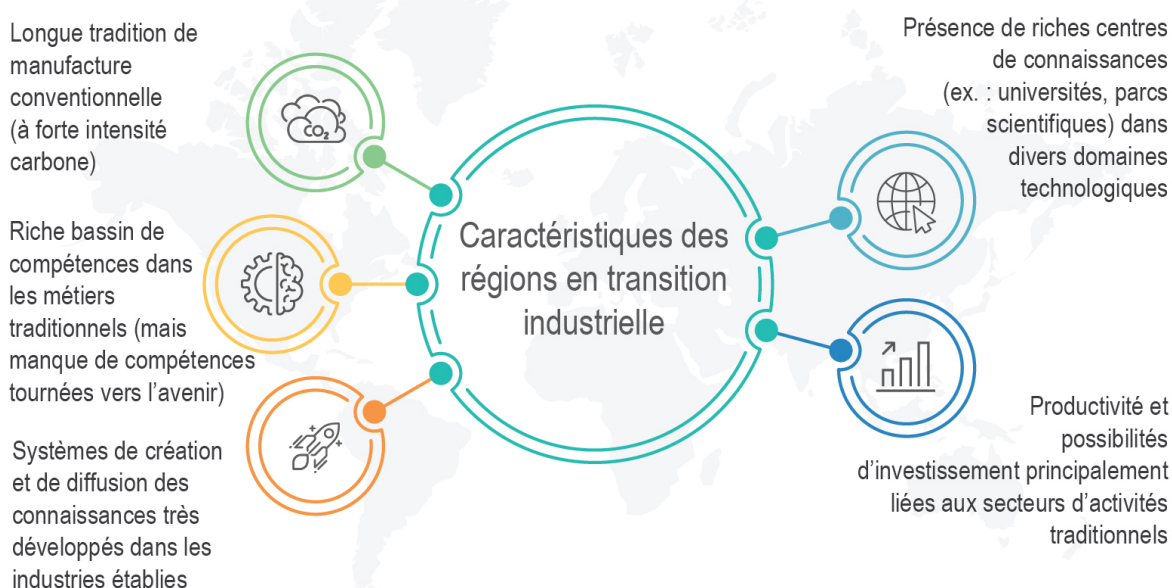 Longue tradition de
manufacture
conventionnelle
(à forte intensité
carbone)
CO2
Riche bassin de
compétences dans
les métiers
traditionnels (mais
manque de compétences
tournées vers l'avenir)
Systèmes de création
et de diffusion des
connaissances très
développés dans les
industries établies
Caractéristiques des
régions en transition
industrielle
Présence de riches centres
de connaissances
(ex. : universités, parcs
scientifiques) dans
divers domaines
technologiques
Productivité et
possibilités
d'investissement principalement
liées aux secteurs d'activités
traditionnels